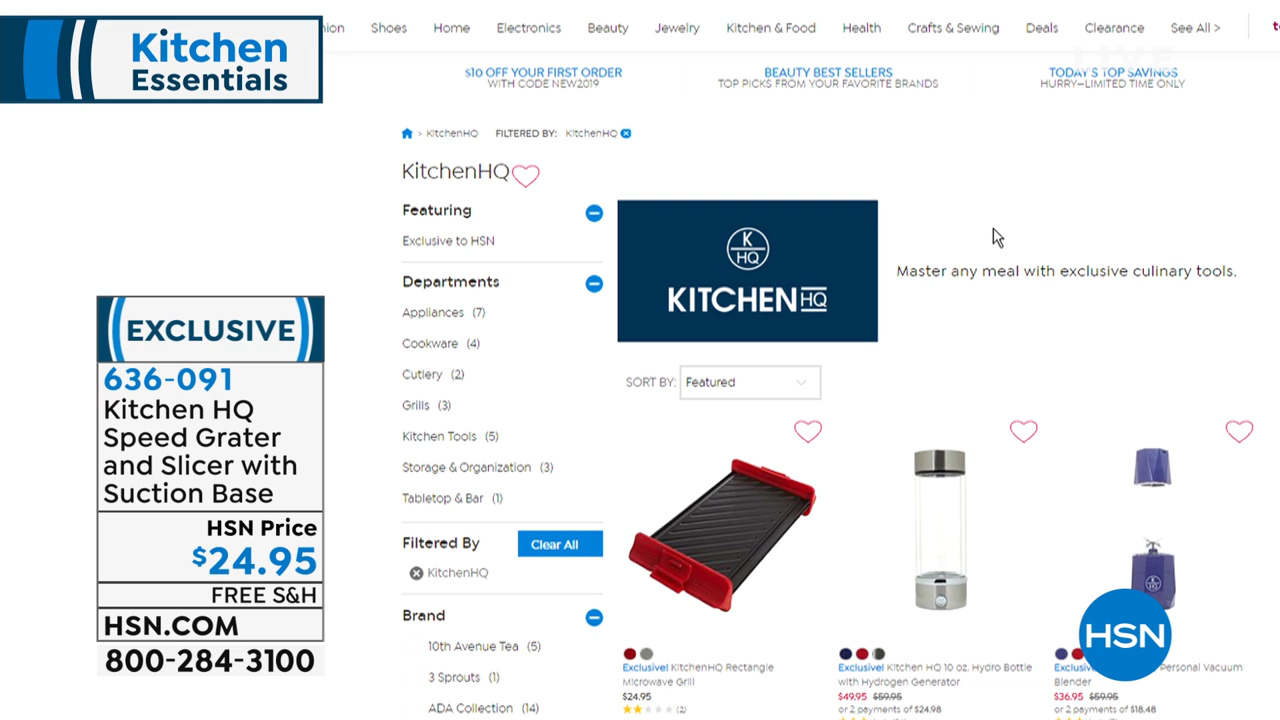 Kitchen
Essentials
Shoes
Home
Electronics
Beauty
Jewelry
Kitchen & Food
Health
Crafts & Sewing
Deals
Clearance
See All >
LIVE
$10 OFF YOUR FIRST ORDER
WITH CODE NEW2019
BEAUTY BEST SELLERS
TOP PICKS FROM YOUR FAVORITE BRANDS
TODAY'S TOP SAVINGS
HURRY—LIMITED TIME ONLY
> KitchenHQ FILTERED BY: KitchenHQ
KitchenHQ
Featuring
Exclusive to HSN
Departments
Appliances (7)
Cookware (4)
Cutlery (2)
Grills (3)
Kitchen Tools (5)
Storage & Organization (3)
Tabletop & Bar (1)
Filtered By
Clear All
KitchenHQ
Brand
10th Avenue Tea (5)
3 Sprouts (1)
ADA Collection (14)
K
HQ
KITCHEN HQ
Master any meal with exclusive culinary tools.
SORT BY: Featured
Exclusive! KitchenHQ Rectangle
Microwave Grill
$24.95
(2)
Exclusive! Kitchen HQ 10 oz. Hydro Bottle
with Hydrogen Generator
$49.95 $59.95
or 2 payments of $24.98
Personal Vacuum
Blender
$36.95 $59.95
or 2 payments of $18.48
EXCLUSIVE
636-091
Kitchen HQ
Speed Grater
and Slicer with
Suction Base
HSN Price
$24.95
FREE S&H
HSN.COM
800-284-3100
HSN